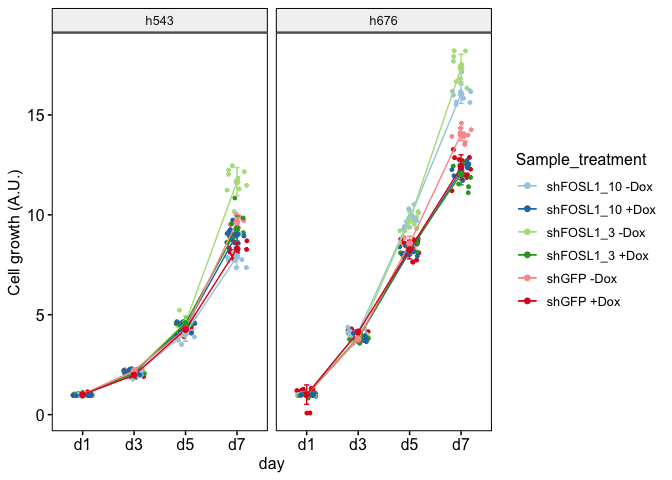 h543
h676
Cell growth (A.U.)
15
10
5
0
d1
d3
d5
d7
d1
d3
d5
d7
day
Sample_treatment
shFOSL1_10 -Dox
shFOSL1_10 +Dox
shFOSL1_3 -Dox
shFOSL1_3 +Dox
shGFP -Dox
shGFP +Dox